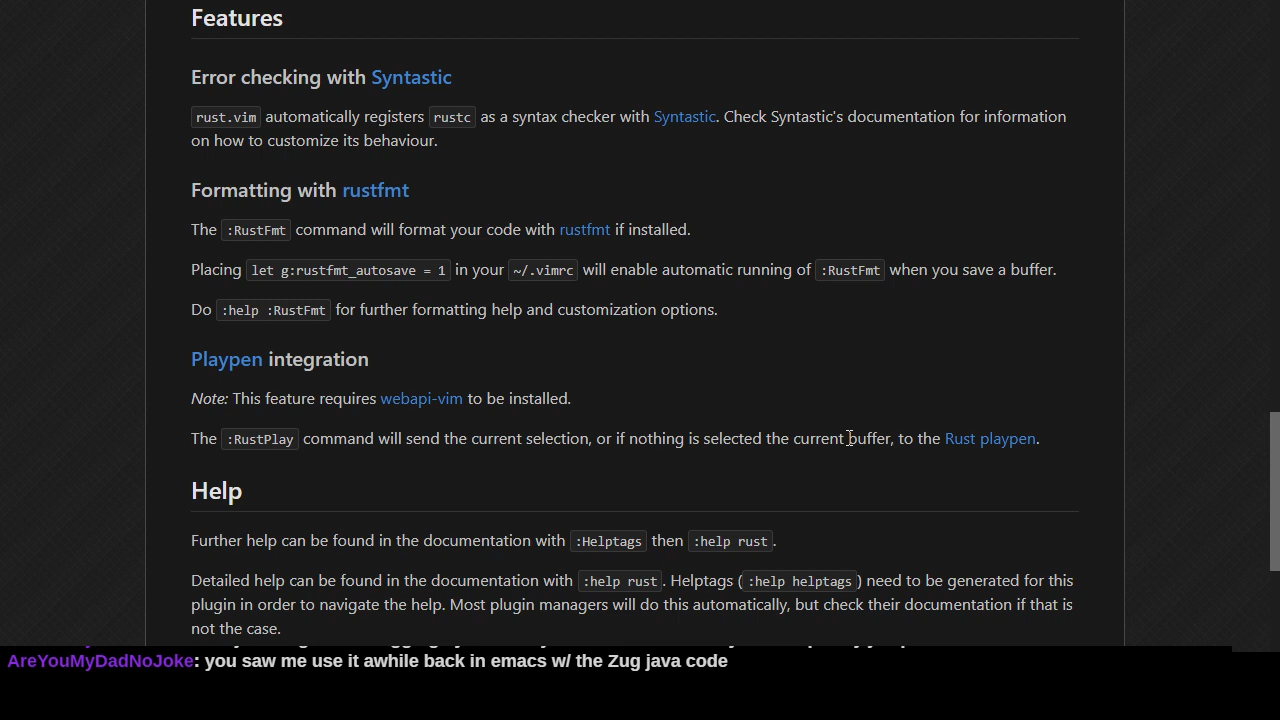 Features
Error checking with Syntastic
rust.vim automatically registers rustc as a syntax checker with Syntastic. Check Syntastic's documentation for information
on how to customize its behaviour.
Formatting with rustfmt
The :RustFmt command will format your code with rustfmt if installed.
Placing let g:rustfmt_autosave = 1 in your ~/.vimrc will enable automatic running of :RustFmt when you save a buffer.
Do :help :RustFmt for further formatting help and customization options.
Playpen integration
Note: This feature requires webapi-vim to be installed.
The :RustPlay command will send the current selection, or if nothing is selected the current buffer, to the Rust playpen.
Help
Further help can be found in the documentation with :Helptags then :help rust.
Detailed help can be found in the documentation with :help rust. Helptags (:help helptags) need to be generated for this
plugin in order to navigate the help. Most plugin managers will do this automatically, but check their documentation if that is
not the case.
AreYouMyDadNoJoke: you saw me use it awhile back in emacs w/ the Zug java code